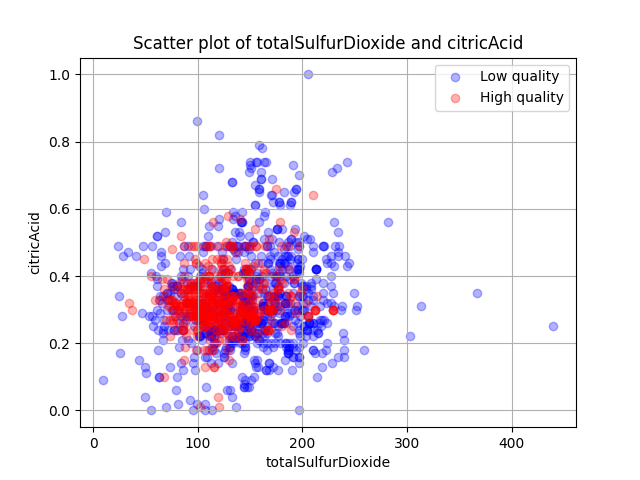 Scatter plot of totalSulfurDioxide and citricAcid
Low quality
High quality
1.0
0.8
0.6
0.4
0.2
0.0
citricAcid
0 100 200 300 400
totalSulfurDioxide